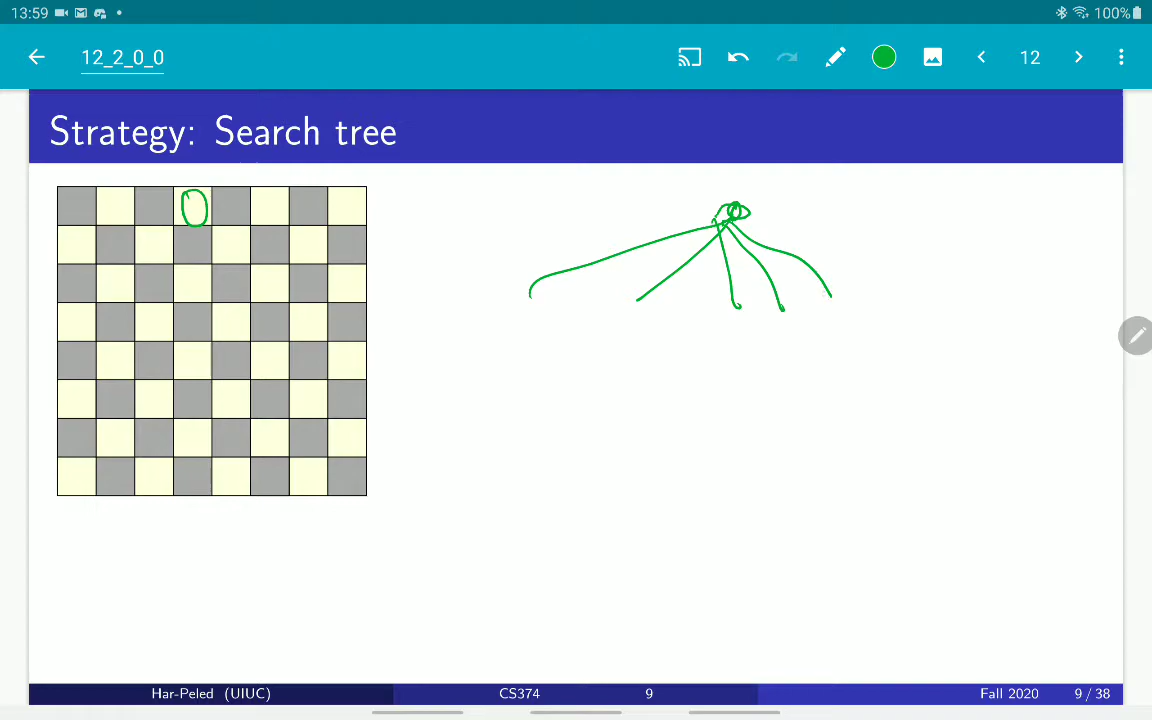 13:59 100%
12_2_0_0 12
Strategy: Search tree
Har-Peled (UIUC) CS374 9 Fall 2020 9 / 38